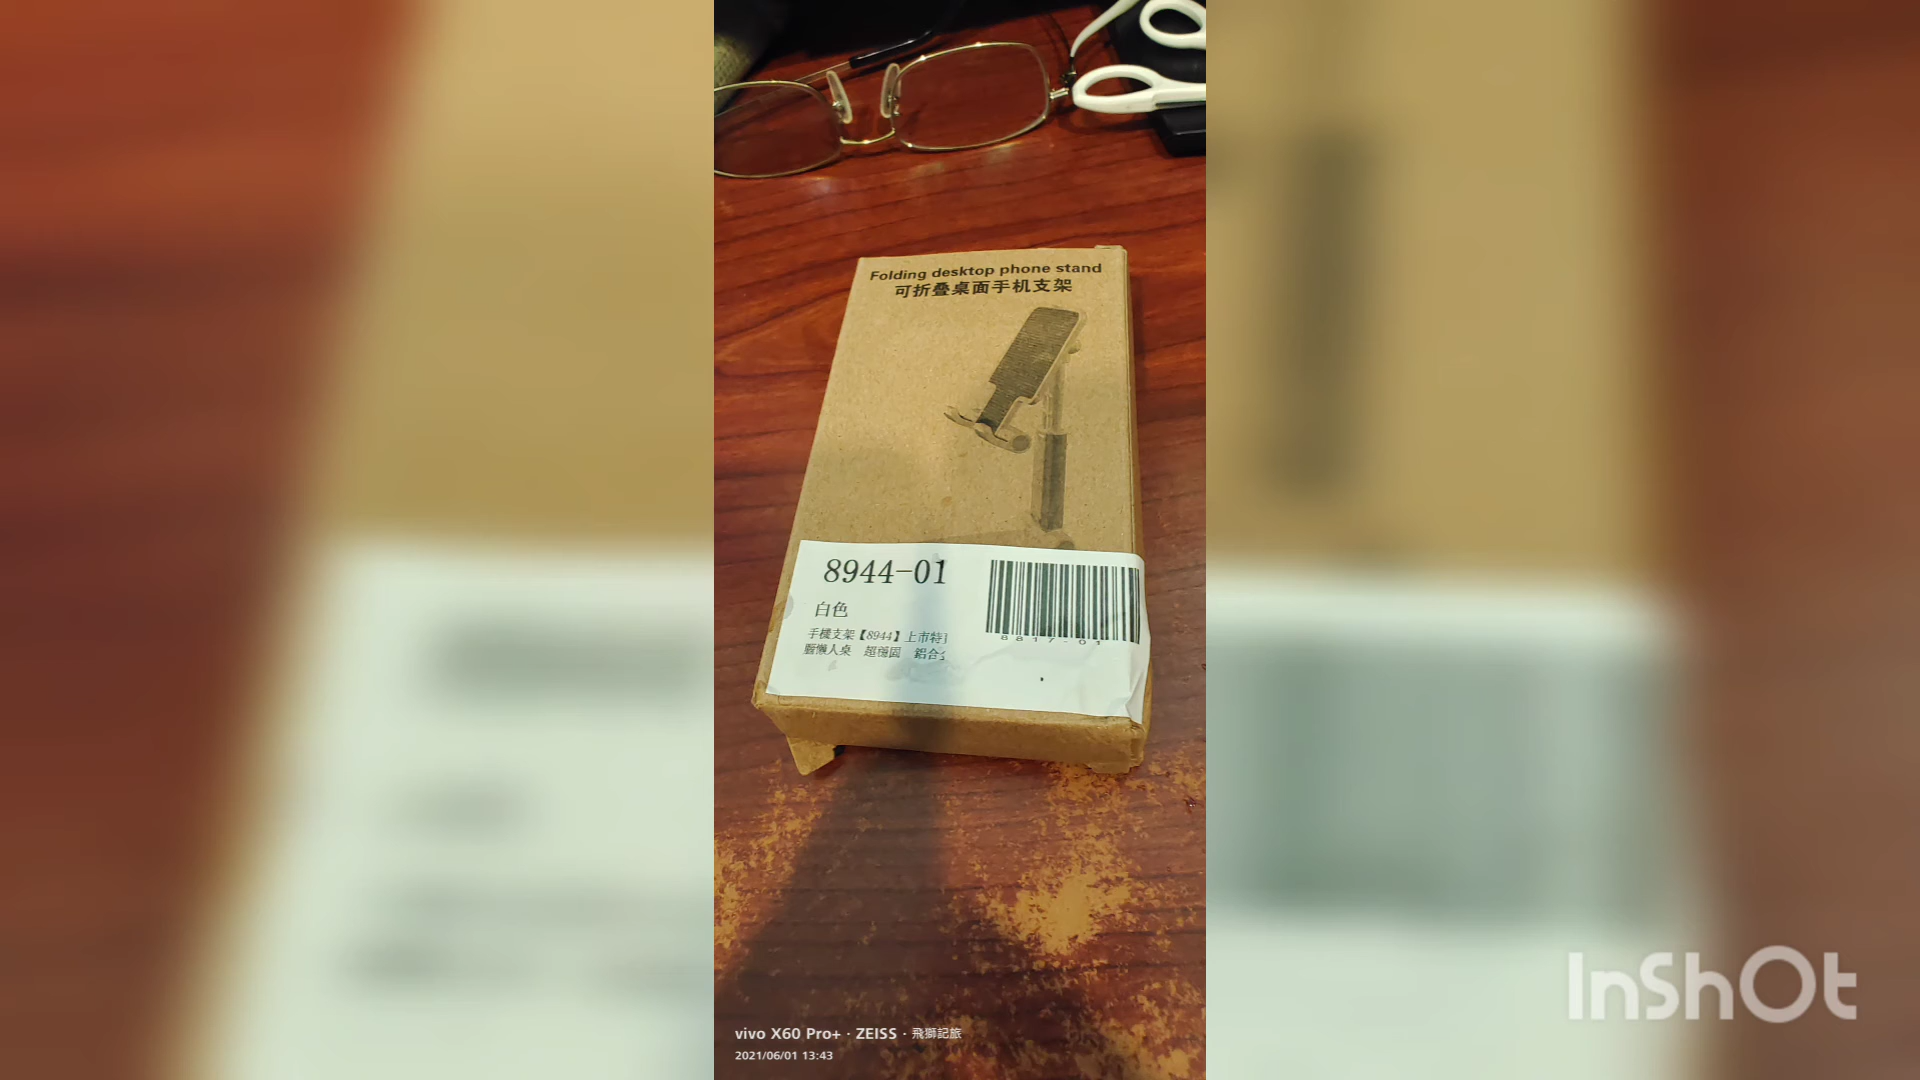 Folding desktop phone stand
可折叠桌面手机支架
8944-01
白色
手機支架【8944】上市特
懶人桌 超穩固 鋁合
8817-01
vivo X60 Pro+ · ZEISS · 飛獅記旅
2021/06/01 13:43
InShOt